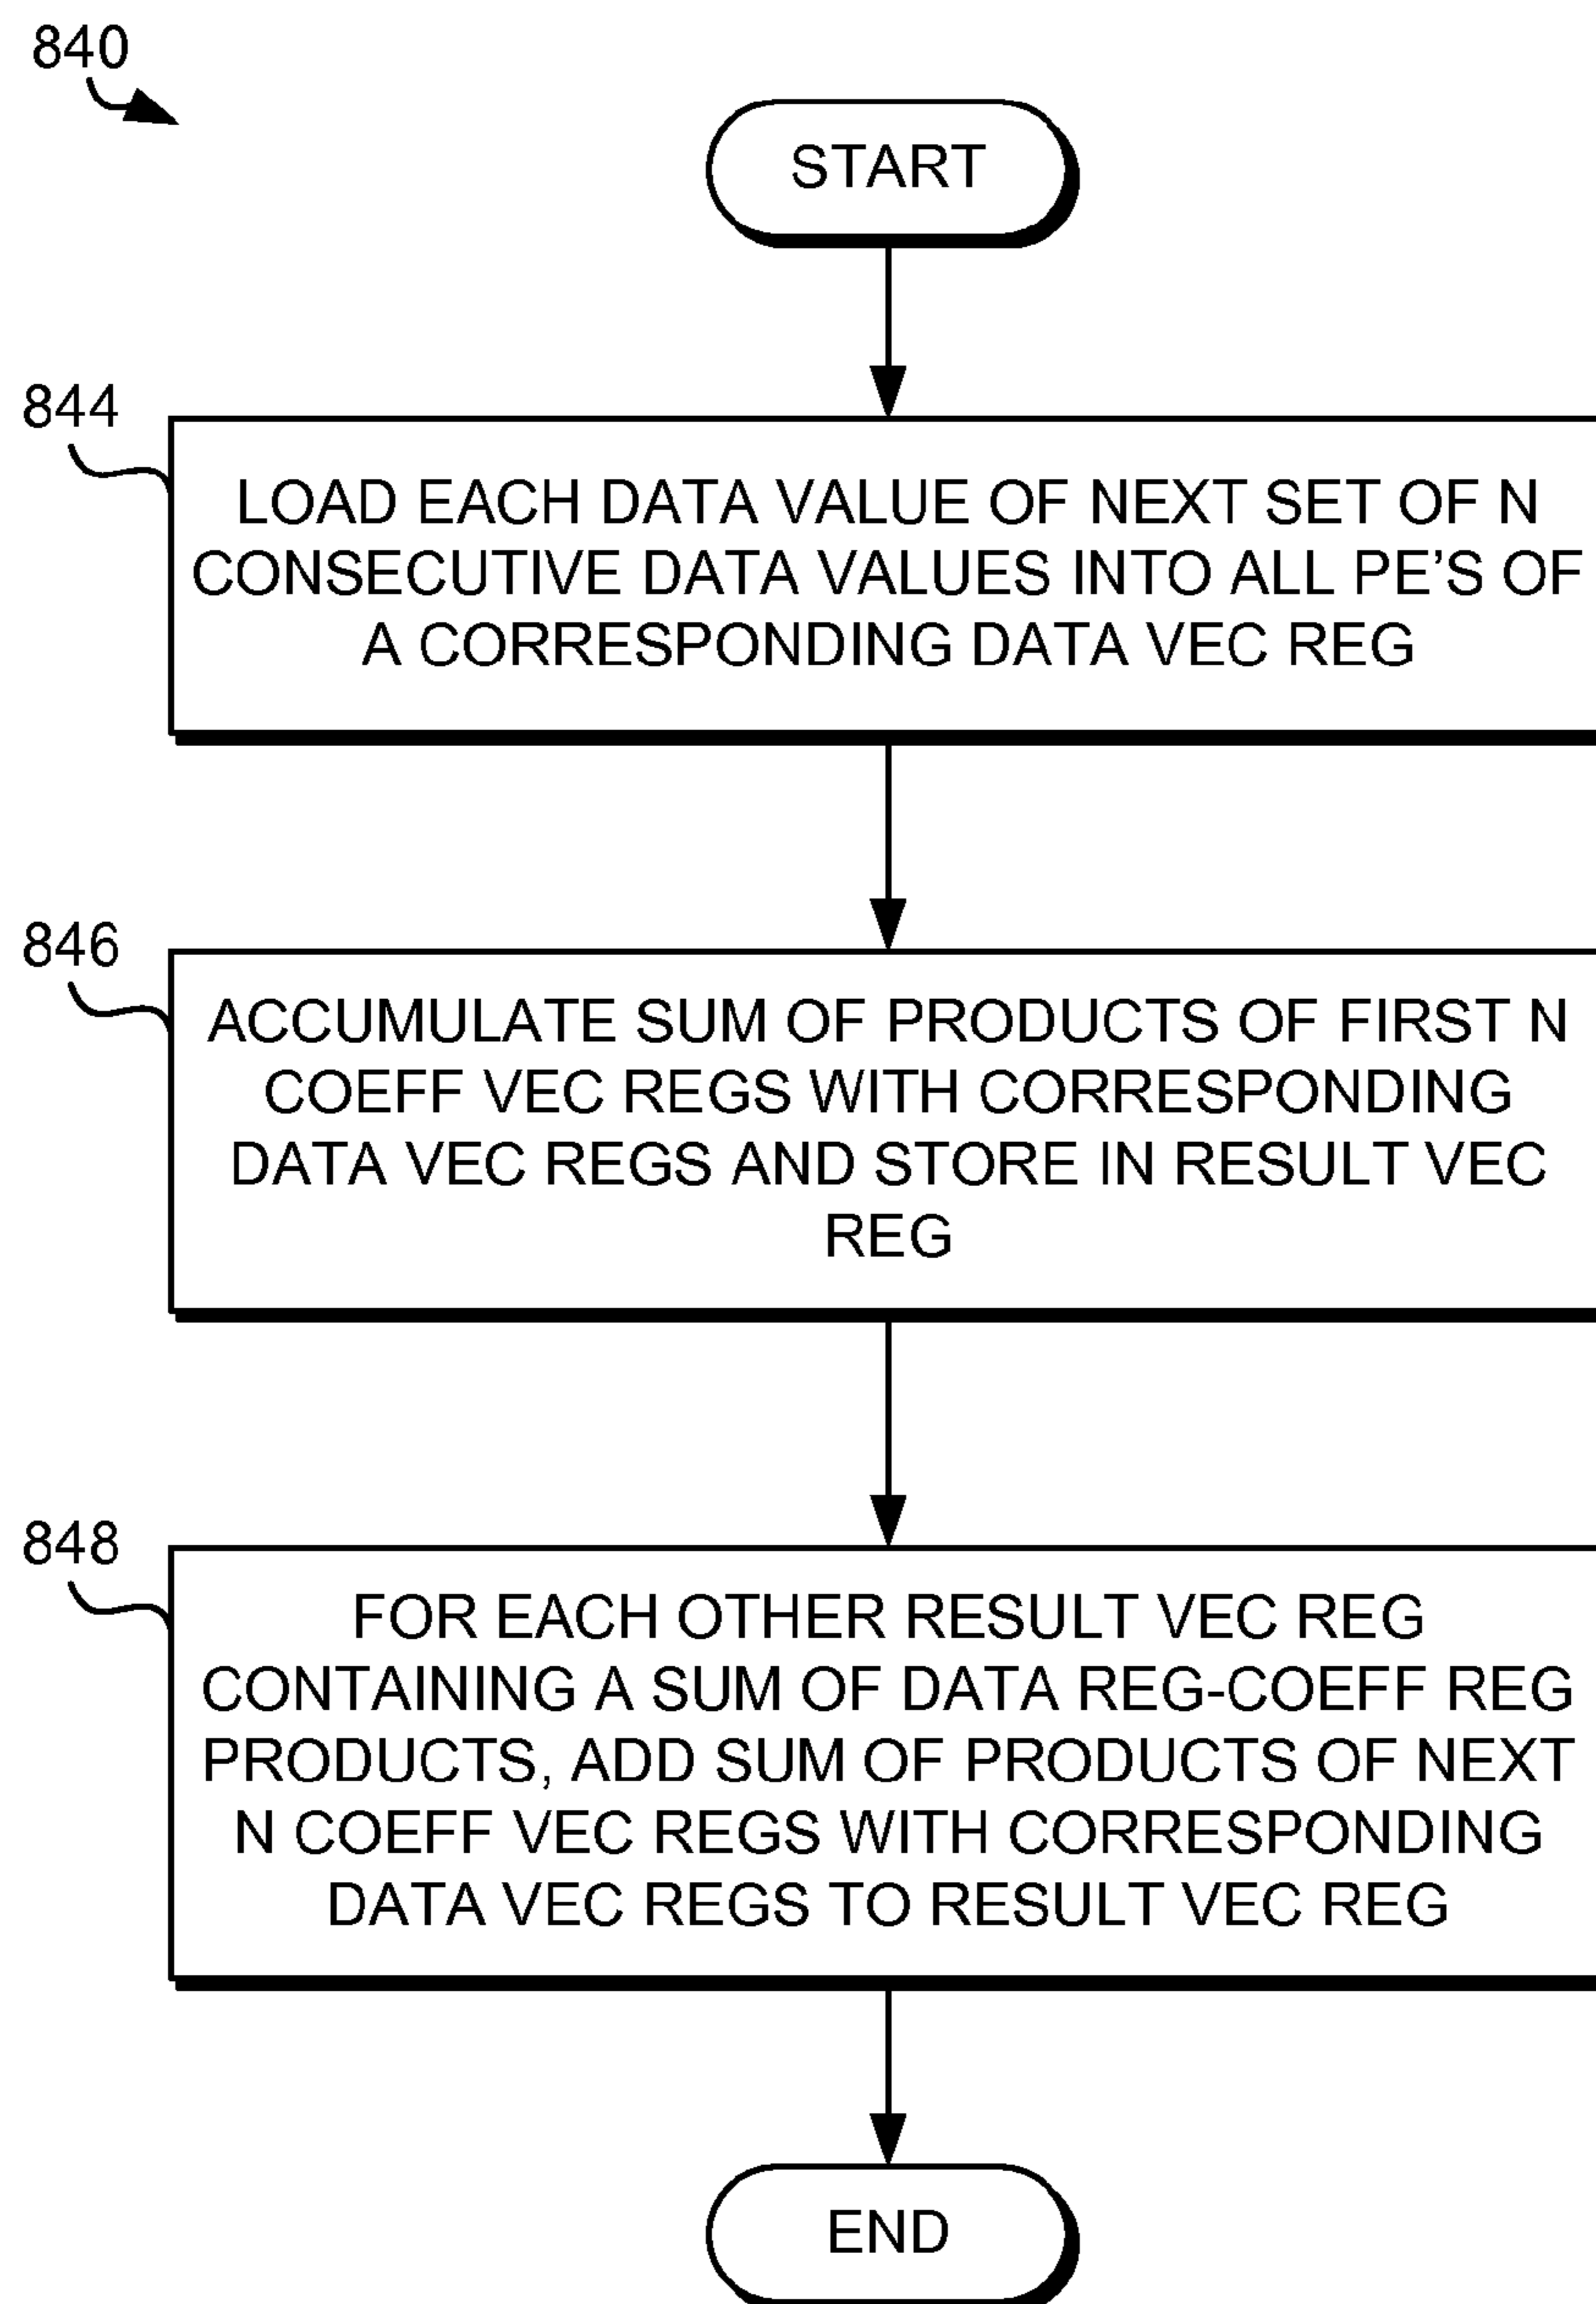 840
START
844
LOAD EACH DATA VALUE OF NEXT SET OF N
CONSECUTIVE DATA VALUES INTO ALL PE'S OF
A CORRESPONDING DATA VEC REG
846
ACCUMULATE SUM OF PRODUCTS OF FIRST N
COEFF VEC REGS WITH CORRESPONDING
DATA VEC REGS AND STORE IN RESULT VEC
REG
848
FOR EACH OTHER RESULT VEC REG
CONTAINING A SUM OF DATA REG-COEFF REG
PRODUCTS, ADD SUM OF PRODUCTS OF NEXT
N COEFF VEC REGS WITH CORRESPONDING
DATA VEC REGS TO RESULT VEC REG
END